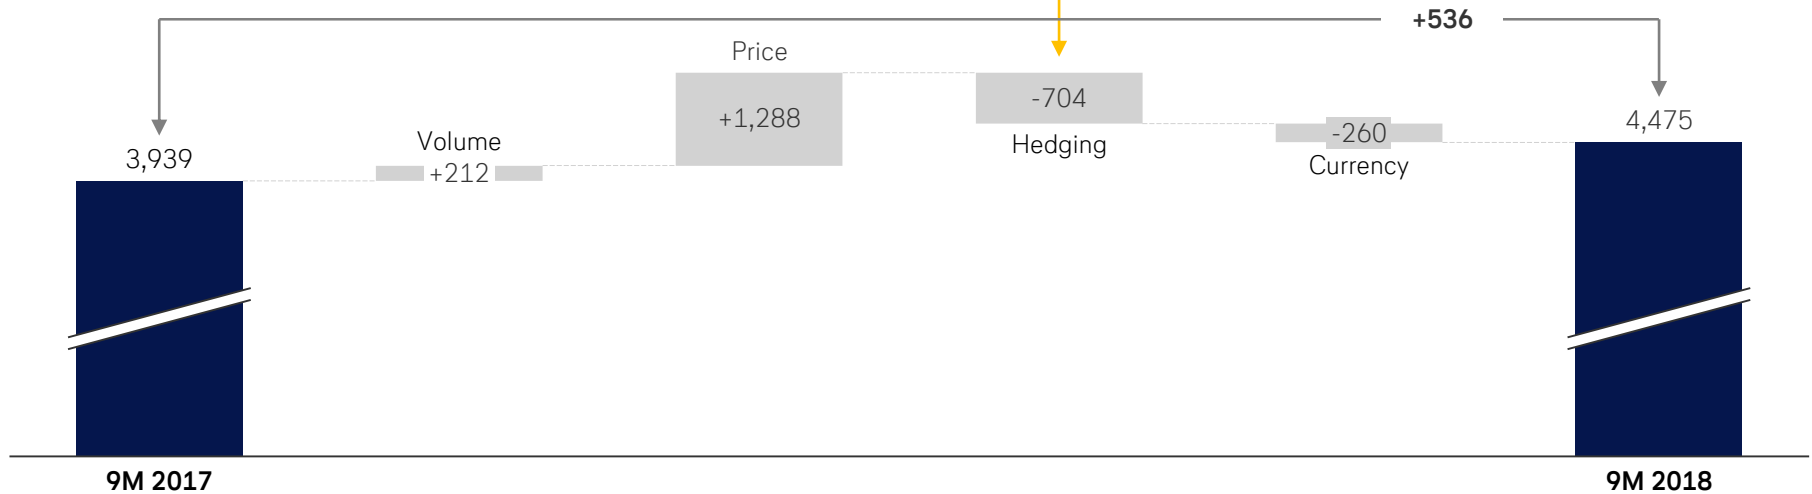 +536
Price
+1,288
-704
Hedging
-260
Currency
4,475
Volume
+212
3,939
9M 2017
9M 2018